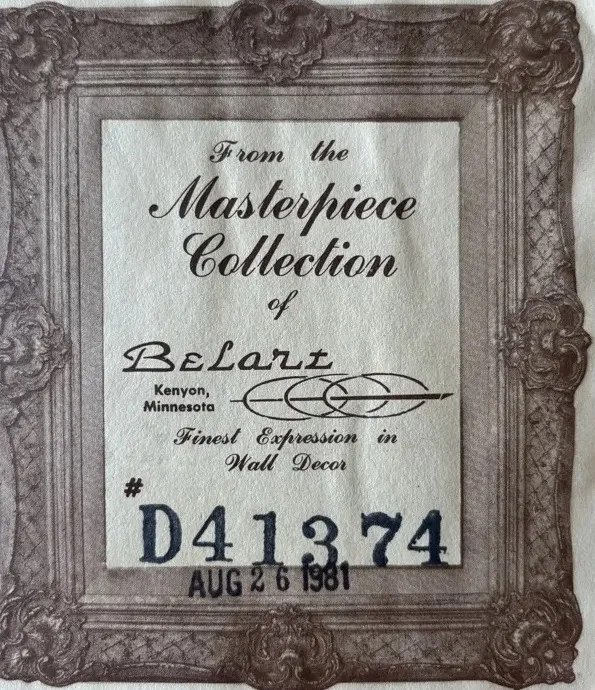 From the
Masterpiece
Collection
of
BELart
Kenyon,
Minnesota
Finest Expression in
Wall Decor
#
D41374
AUG 26 1981